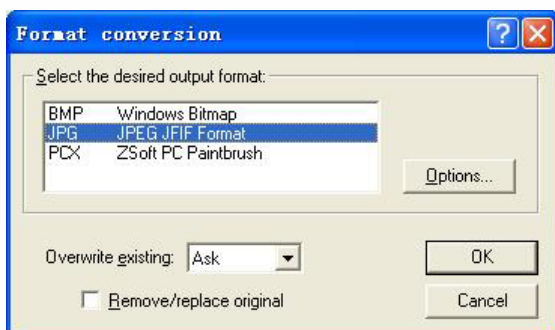 Format conversion
Select the desired output format:
BMP Windows Bitmap
JPG JPEG JFIF Format
PCX ZSoft PC Paintbrush
Options...
Overwrite existing: Ask
OK
Remove/replace original
Cancel